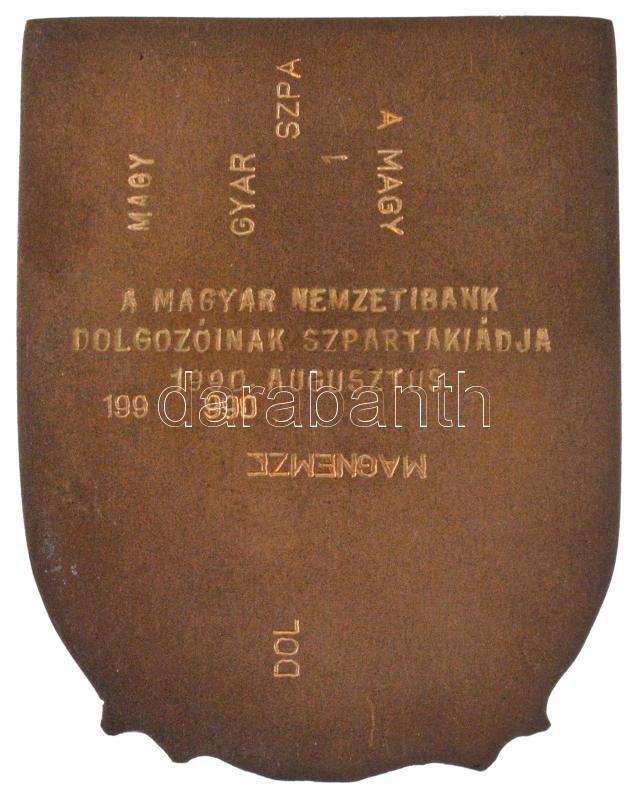 MAGY
GYAR
SZPA
1
A MAGY
A MAGYAR NEMZETIBANK
DOLGOZÓINAK SZPARTAKIÁDJA
1990 AUGUSZTUS
199 990
darabanth
MAGNEMZE
DOL